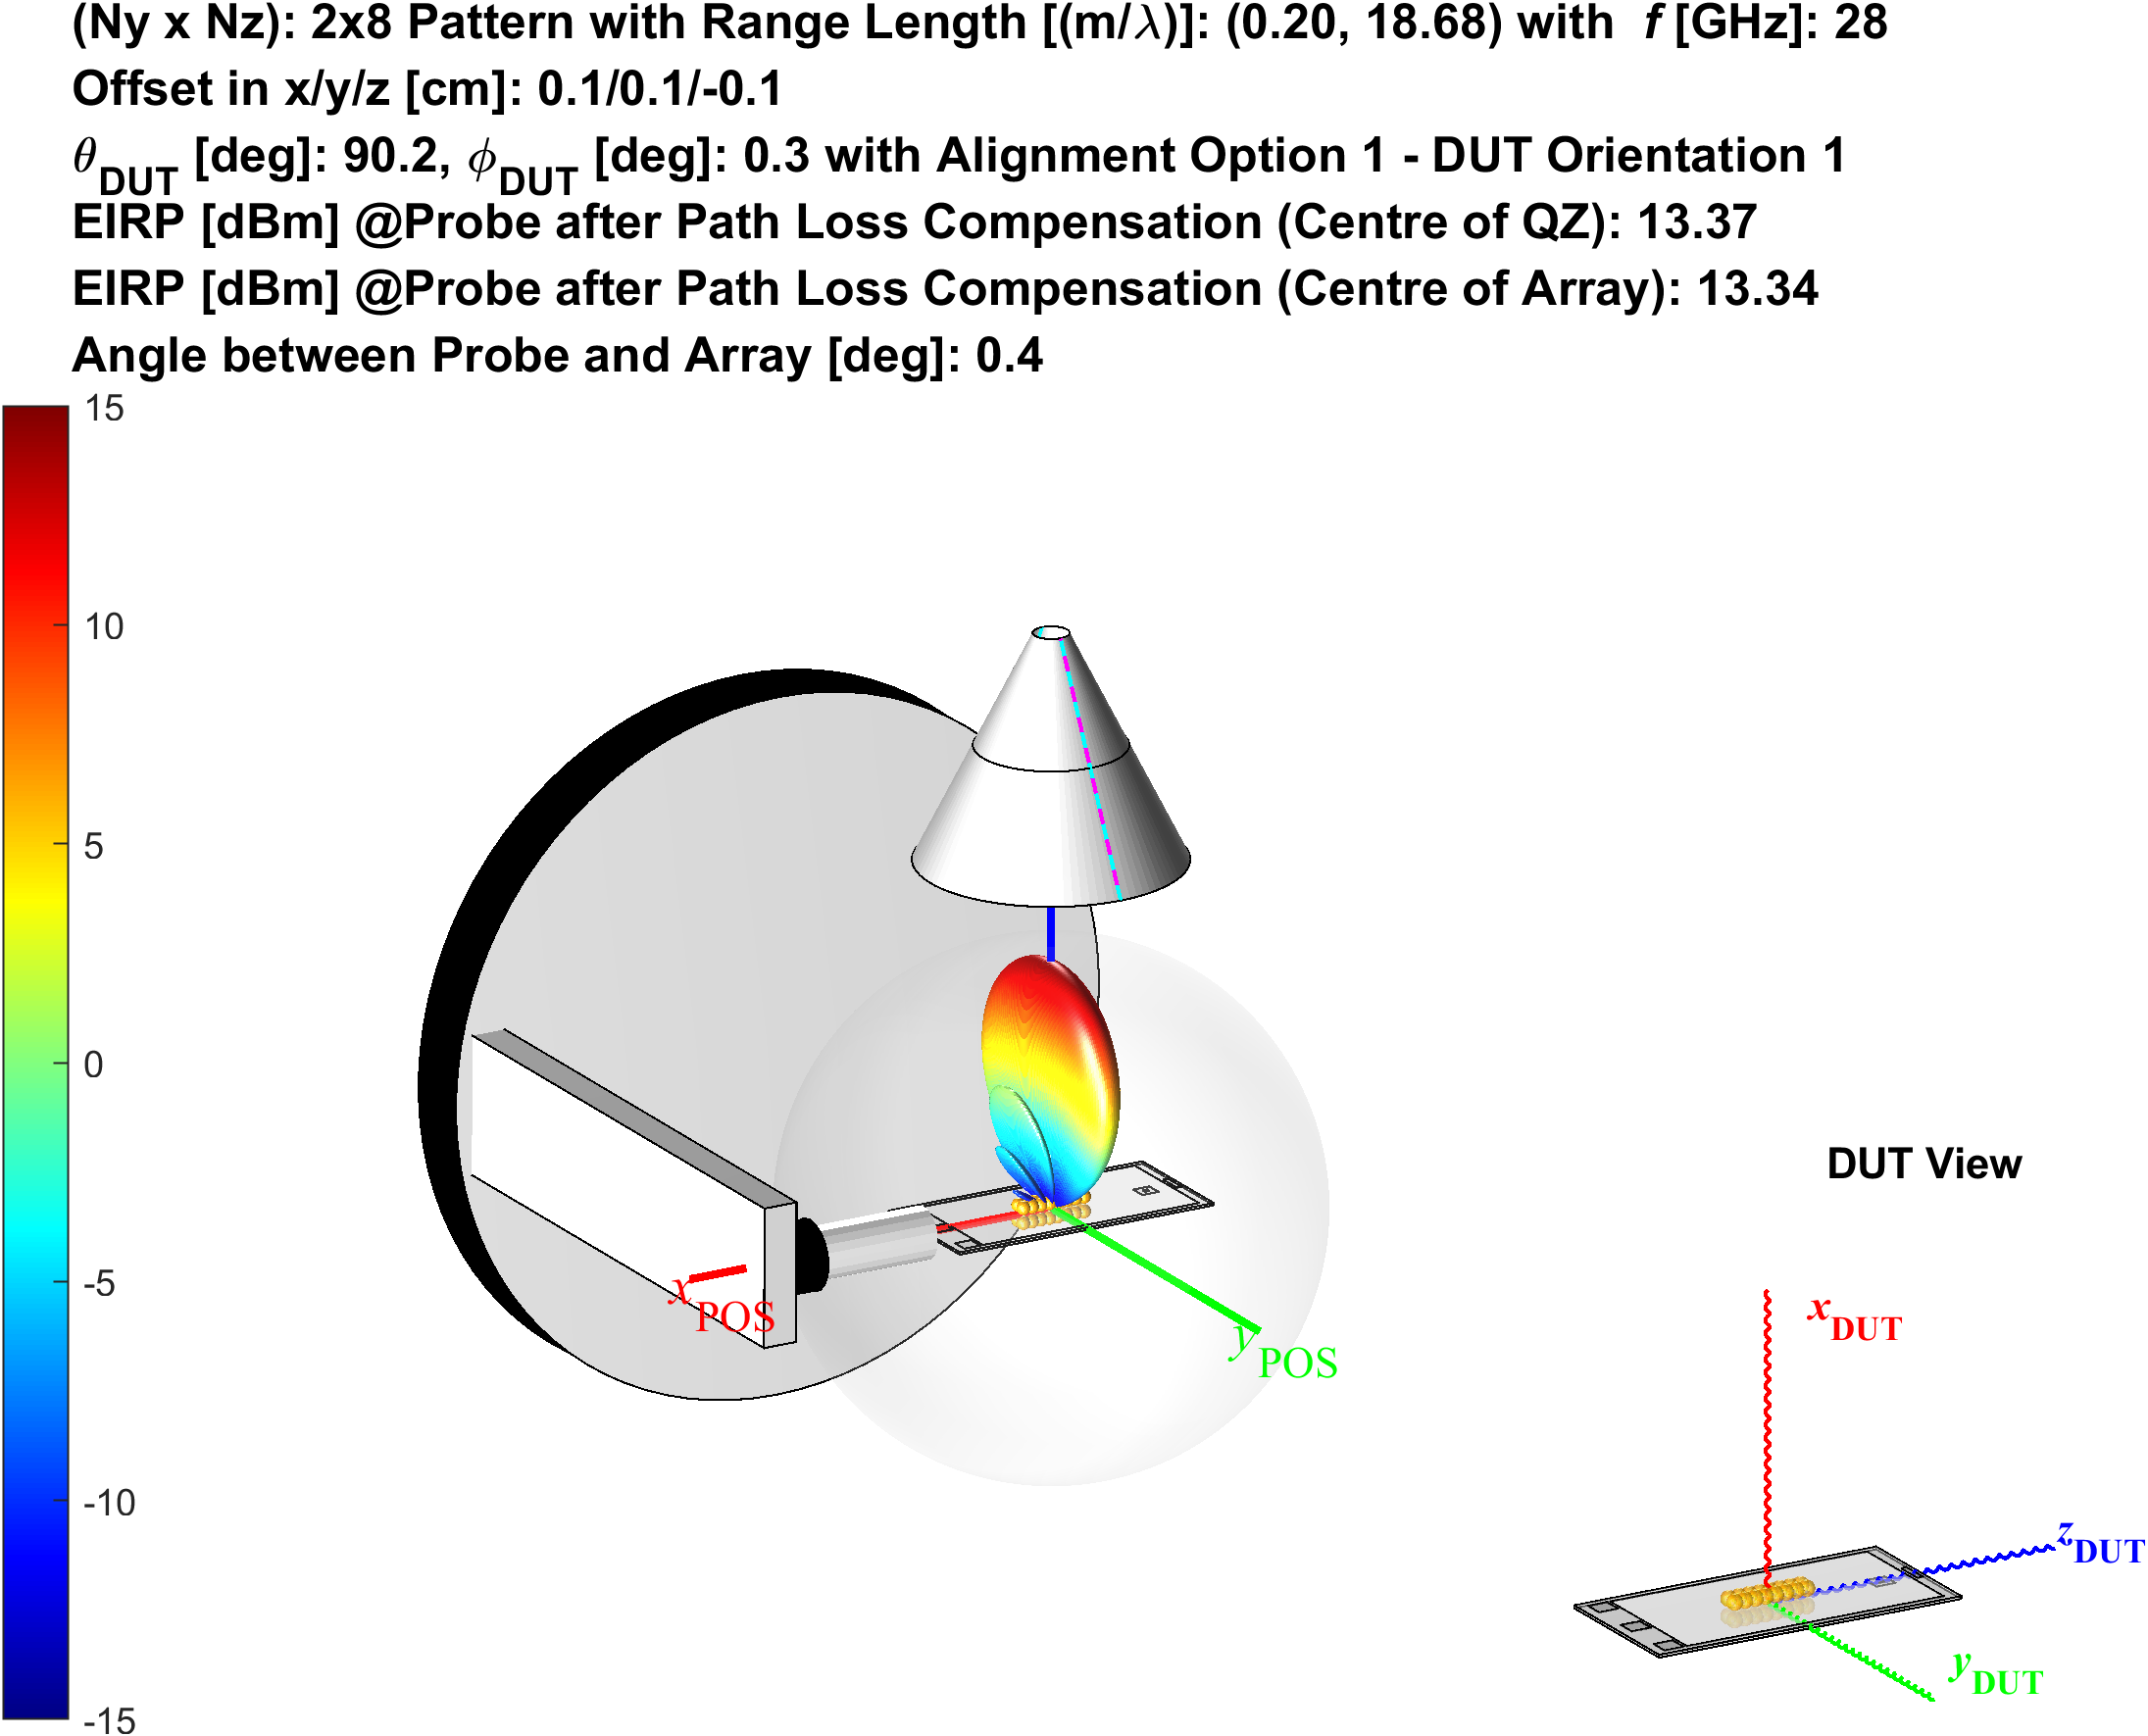 (Ny x Nz): 2x8 Pattern with Range Length [(m/λ)]: (0.20, 18.68) with f [GHz]: 28
Offset in x/y/z [cm]: 0.1/0.1/-0.1
θDUT [deg]: 90.2, ϕDUT [deg]: 0.3 with Alignment Option 1 - DUT Orientation 1
EIRP [dBm] @Probe after Path Loss Compensation (Centre of QZ): 13.37
EIRP [dBm] @Probe after Path Loss Compensation (Centre of Array): 13.34
Angle between Probe and Array [deg]: 0.4
15
10
5
0
-5
-10
-15
xPOS
yPOS
DUT View
xDUT
zDUT
yDUT